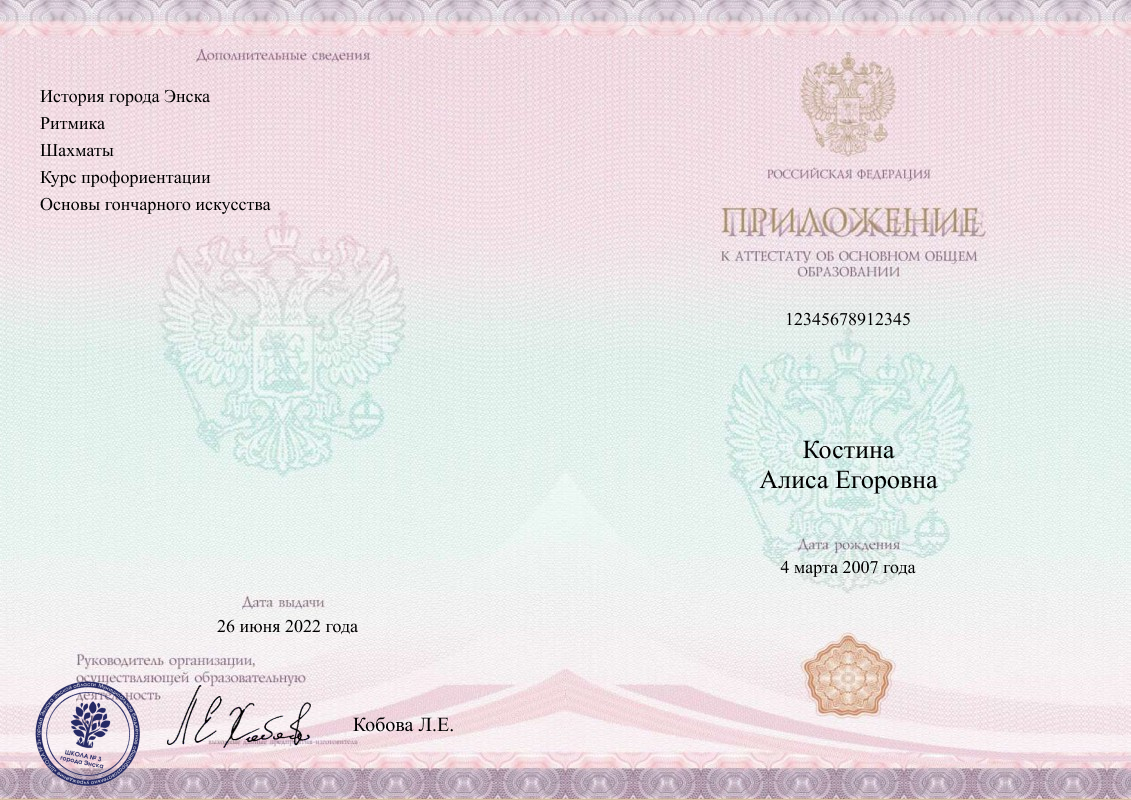 Дополнительные сведения
История города Энска
Ритмика
Шахматы
Курс профориентации
Основы гончарного искусства
Дата выдачи
26 июня 2022 года
Руководитель организации,
осуществляющей образовательную
деятельность
Кобова Л.Е.
ШКОЛА № 3
города Энска
РОССИЙСКАЯ ФЕДЕРАЦИЯ
ПРИЛОЖЕНИЕ
К АТТЕСТАТУ ОБ ОСНОВНОМ ОБЩЕМ
ОБРАЗОВАНИИ
12345678912345
Костина
Алиса Егоровна
Дата рождения
4 марта 2007 года